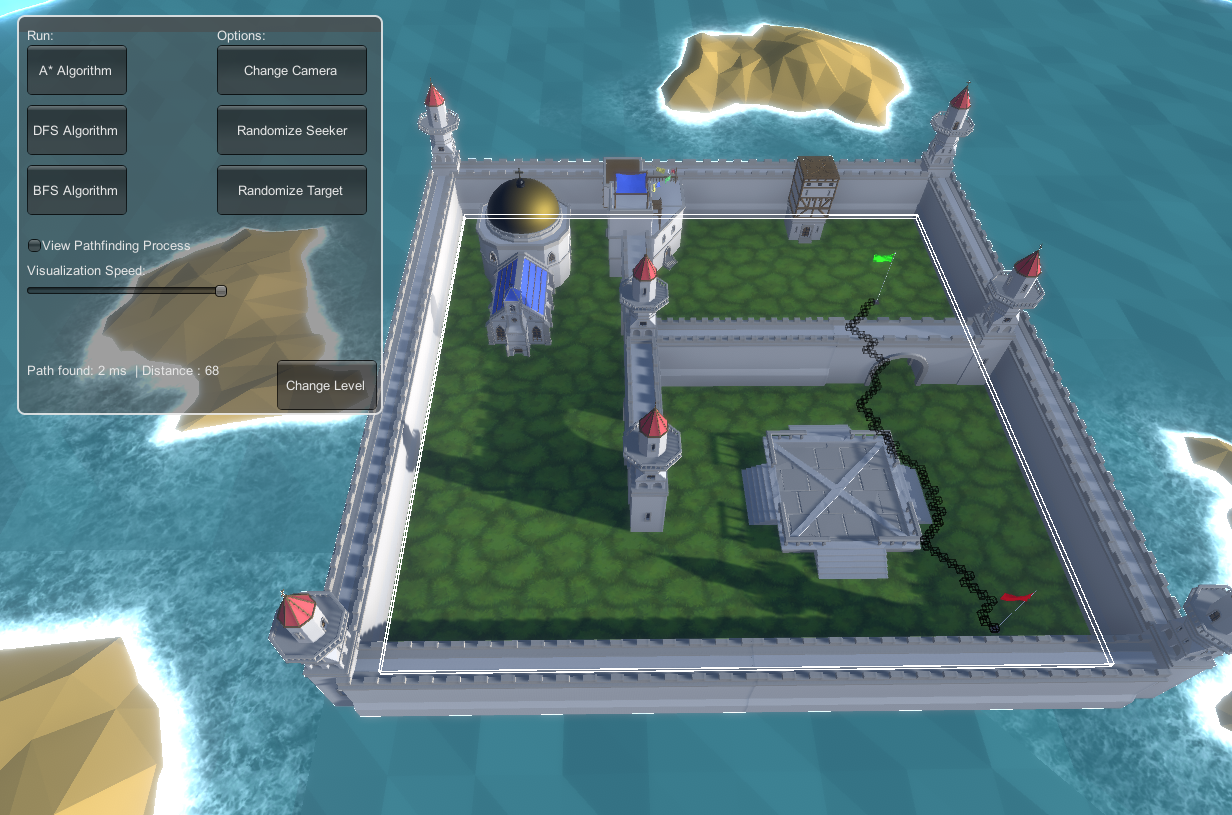 Run:
Options:
A* Algorithm
Change Camera
DFS Algorithm
Randomize Seeker
BFS Algorithm
Randomize Target
View Pathfinding Process
Visualization Speed:
Path found: 2 ms  | Distance : 68
Change Level